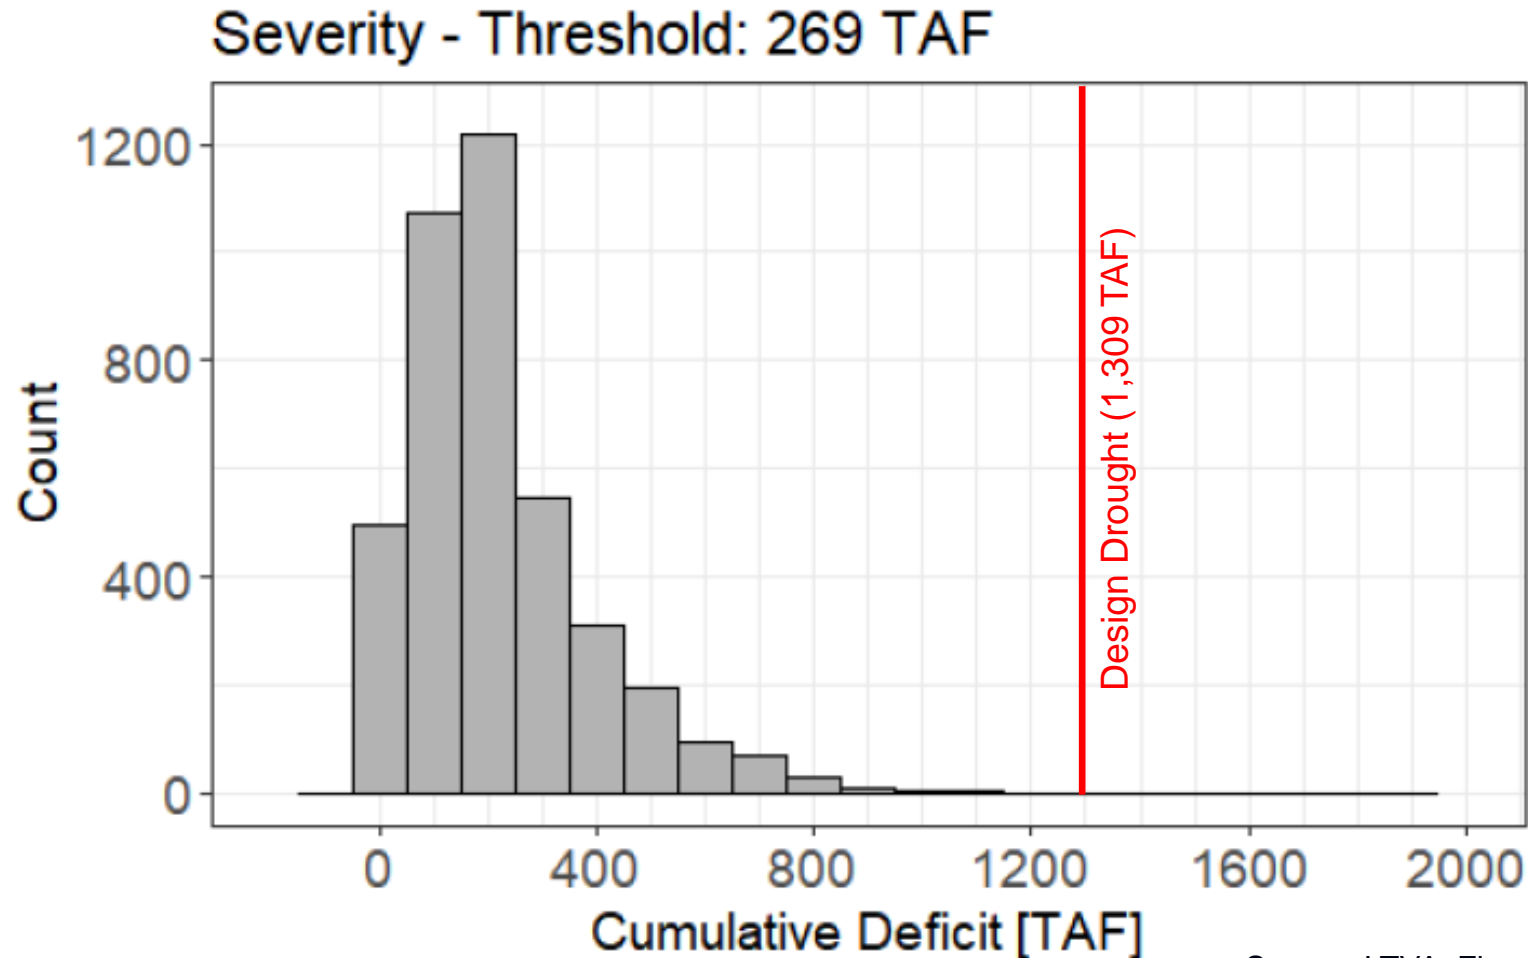 Severity - Threshold: 269 TAF
1200
800
400
0
Count
Design Drought (1,309 TAF)
0 400 800 1200 1600 2000
Cumulative Deficit [TAF]